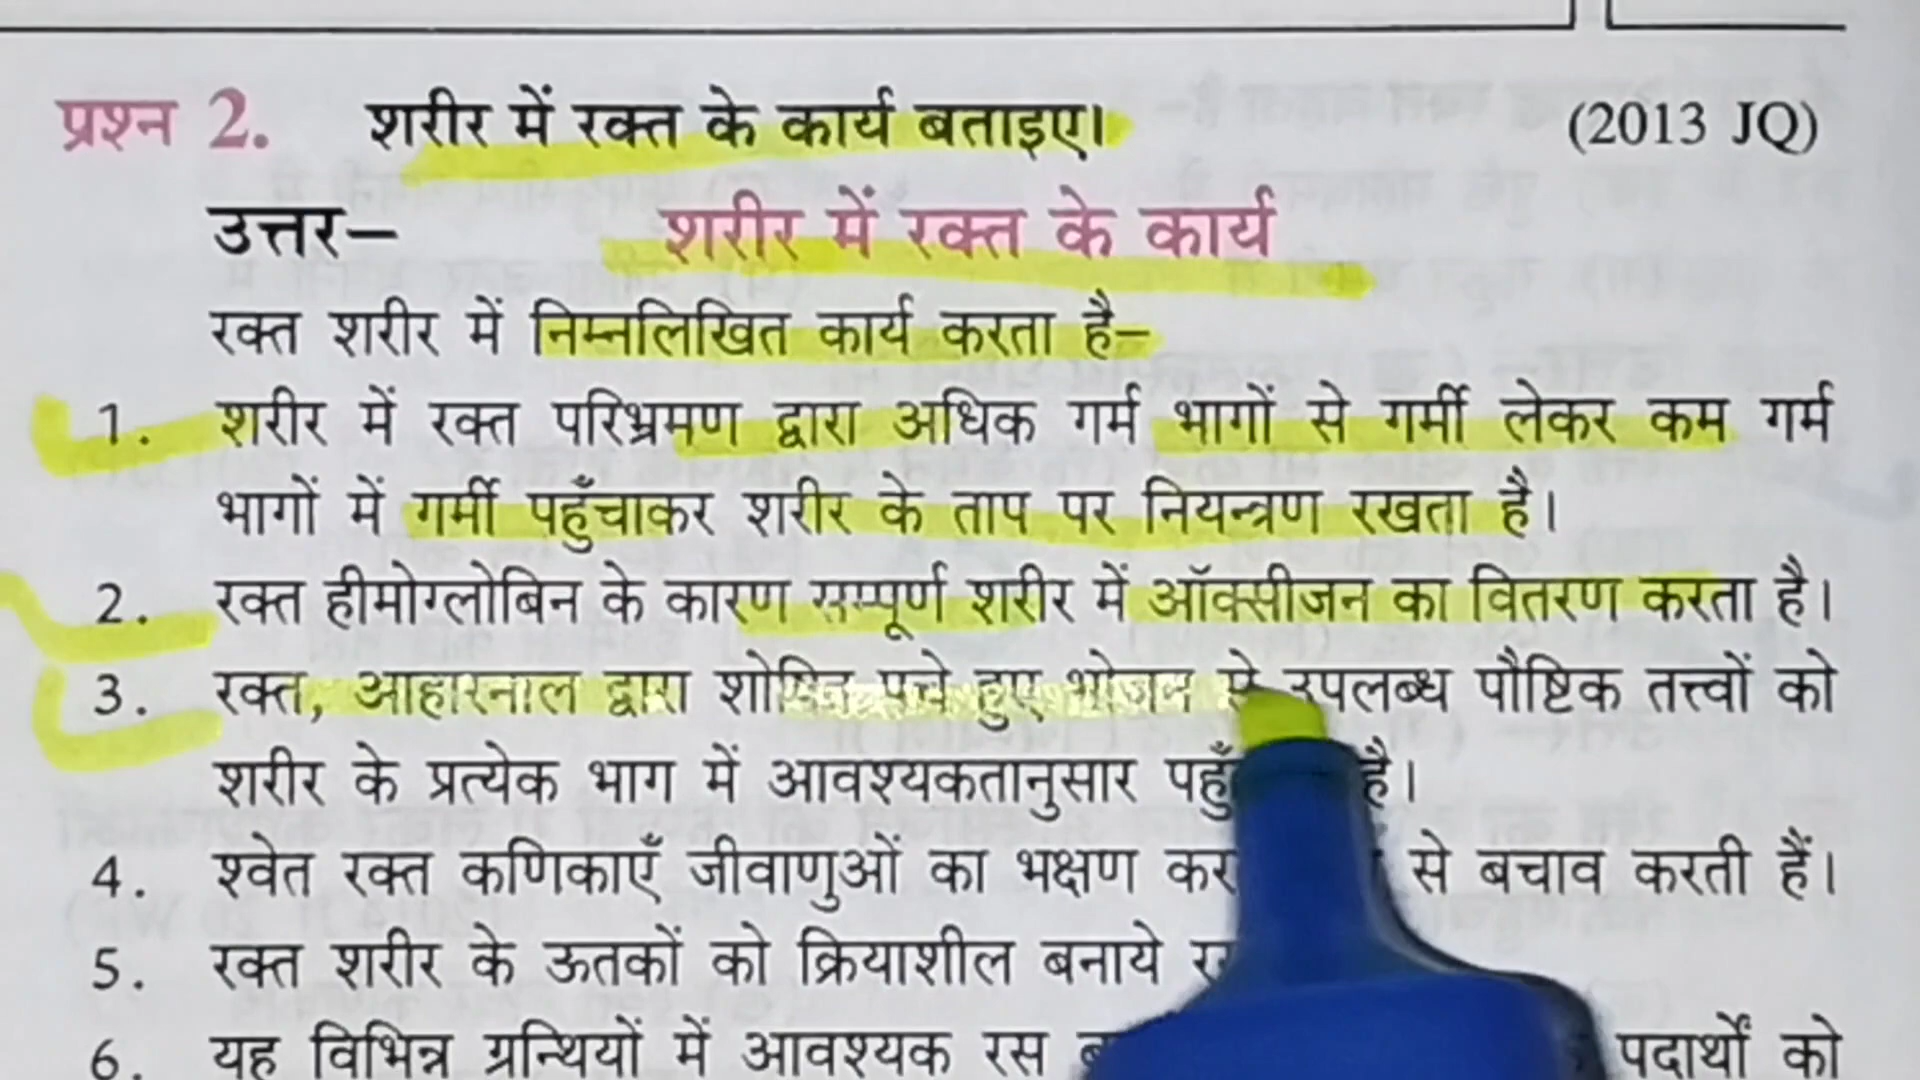 प्रश्न 2. शरीर में रक्त के कार्य बताइए। (2013 JQ)
उत्तर– शरीर में रक्त के कार्य
रक्त शरीर में निम्नलिखित कार्य करता है–
1. शरीर में रक्त परिभ्रमण द्वारा अधिक गर्म भागों से गर्मी लेकर कम गर्म
भागों में गर्मी पहुँचाकर शरीर के ताप पर नियन्त्रण रखता है।
2. रक्त हीमोग्लोबिन के कारण सम्पूर्ण शरीर में ऑक्सीजन का वितरण करता है।
3. रक्त, आहारनाल द्वारा शोषित पचे हुए भोजन से उपलब्ध पौष्टिक तत्त्वों को
शरीर के प्रत्येक भाग में आवश्यकतानुसार है।
4. श्वेत रक्त कणिकाएँ जीवाणुओं का भक्षण कर से बचाव करती हैं।
5. रक्त शरीर के ऊतकों को क्रियाशील बनाये
6. यह विभिन्न ग्रन्थियों में आवश्यक रस पदार्थों को